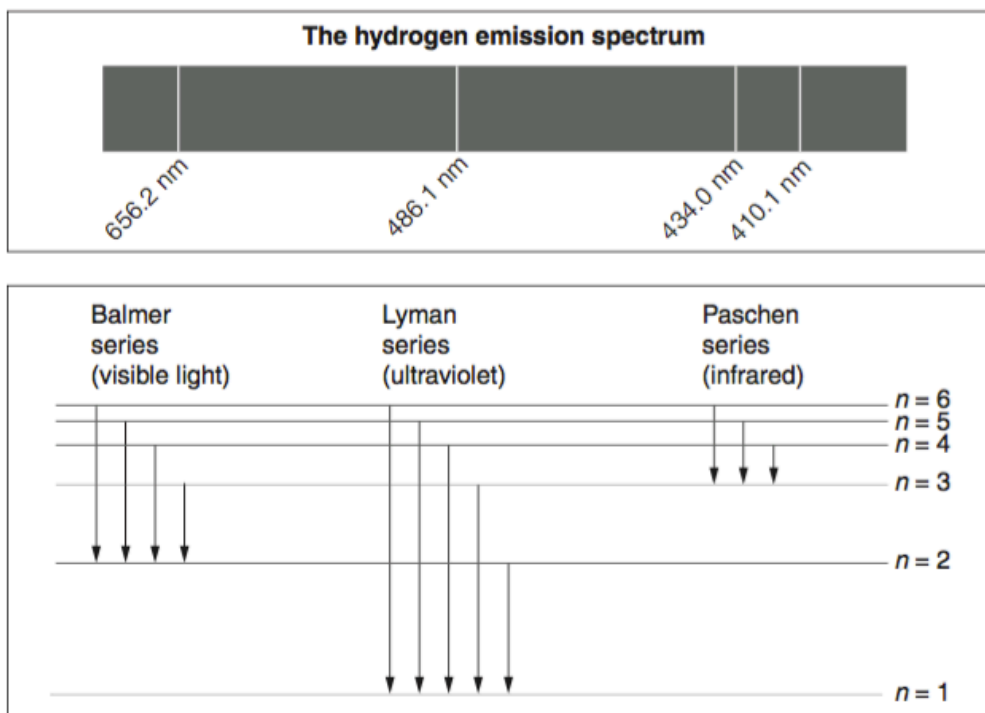 The hydrogen emission spectrum
656.2 nm
486.1 nm
434.0 nm
410.1 nm
Balmer
series
(visible light)
Lyman
series
(ultraviolet)
Paschen
series
(infrared)
n = 6
n = 5
n = 4
n = 3
n = 2
n = 1